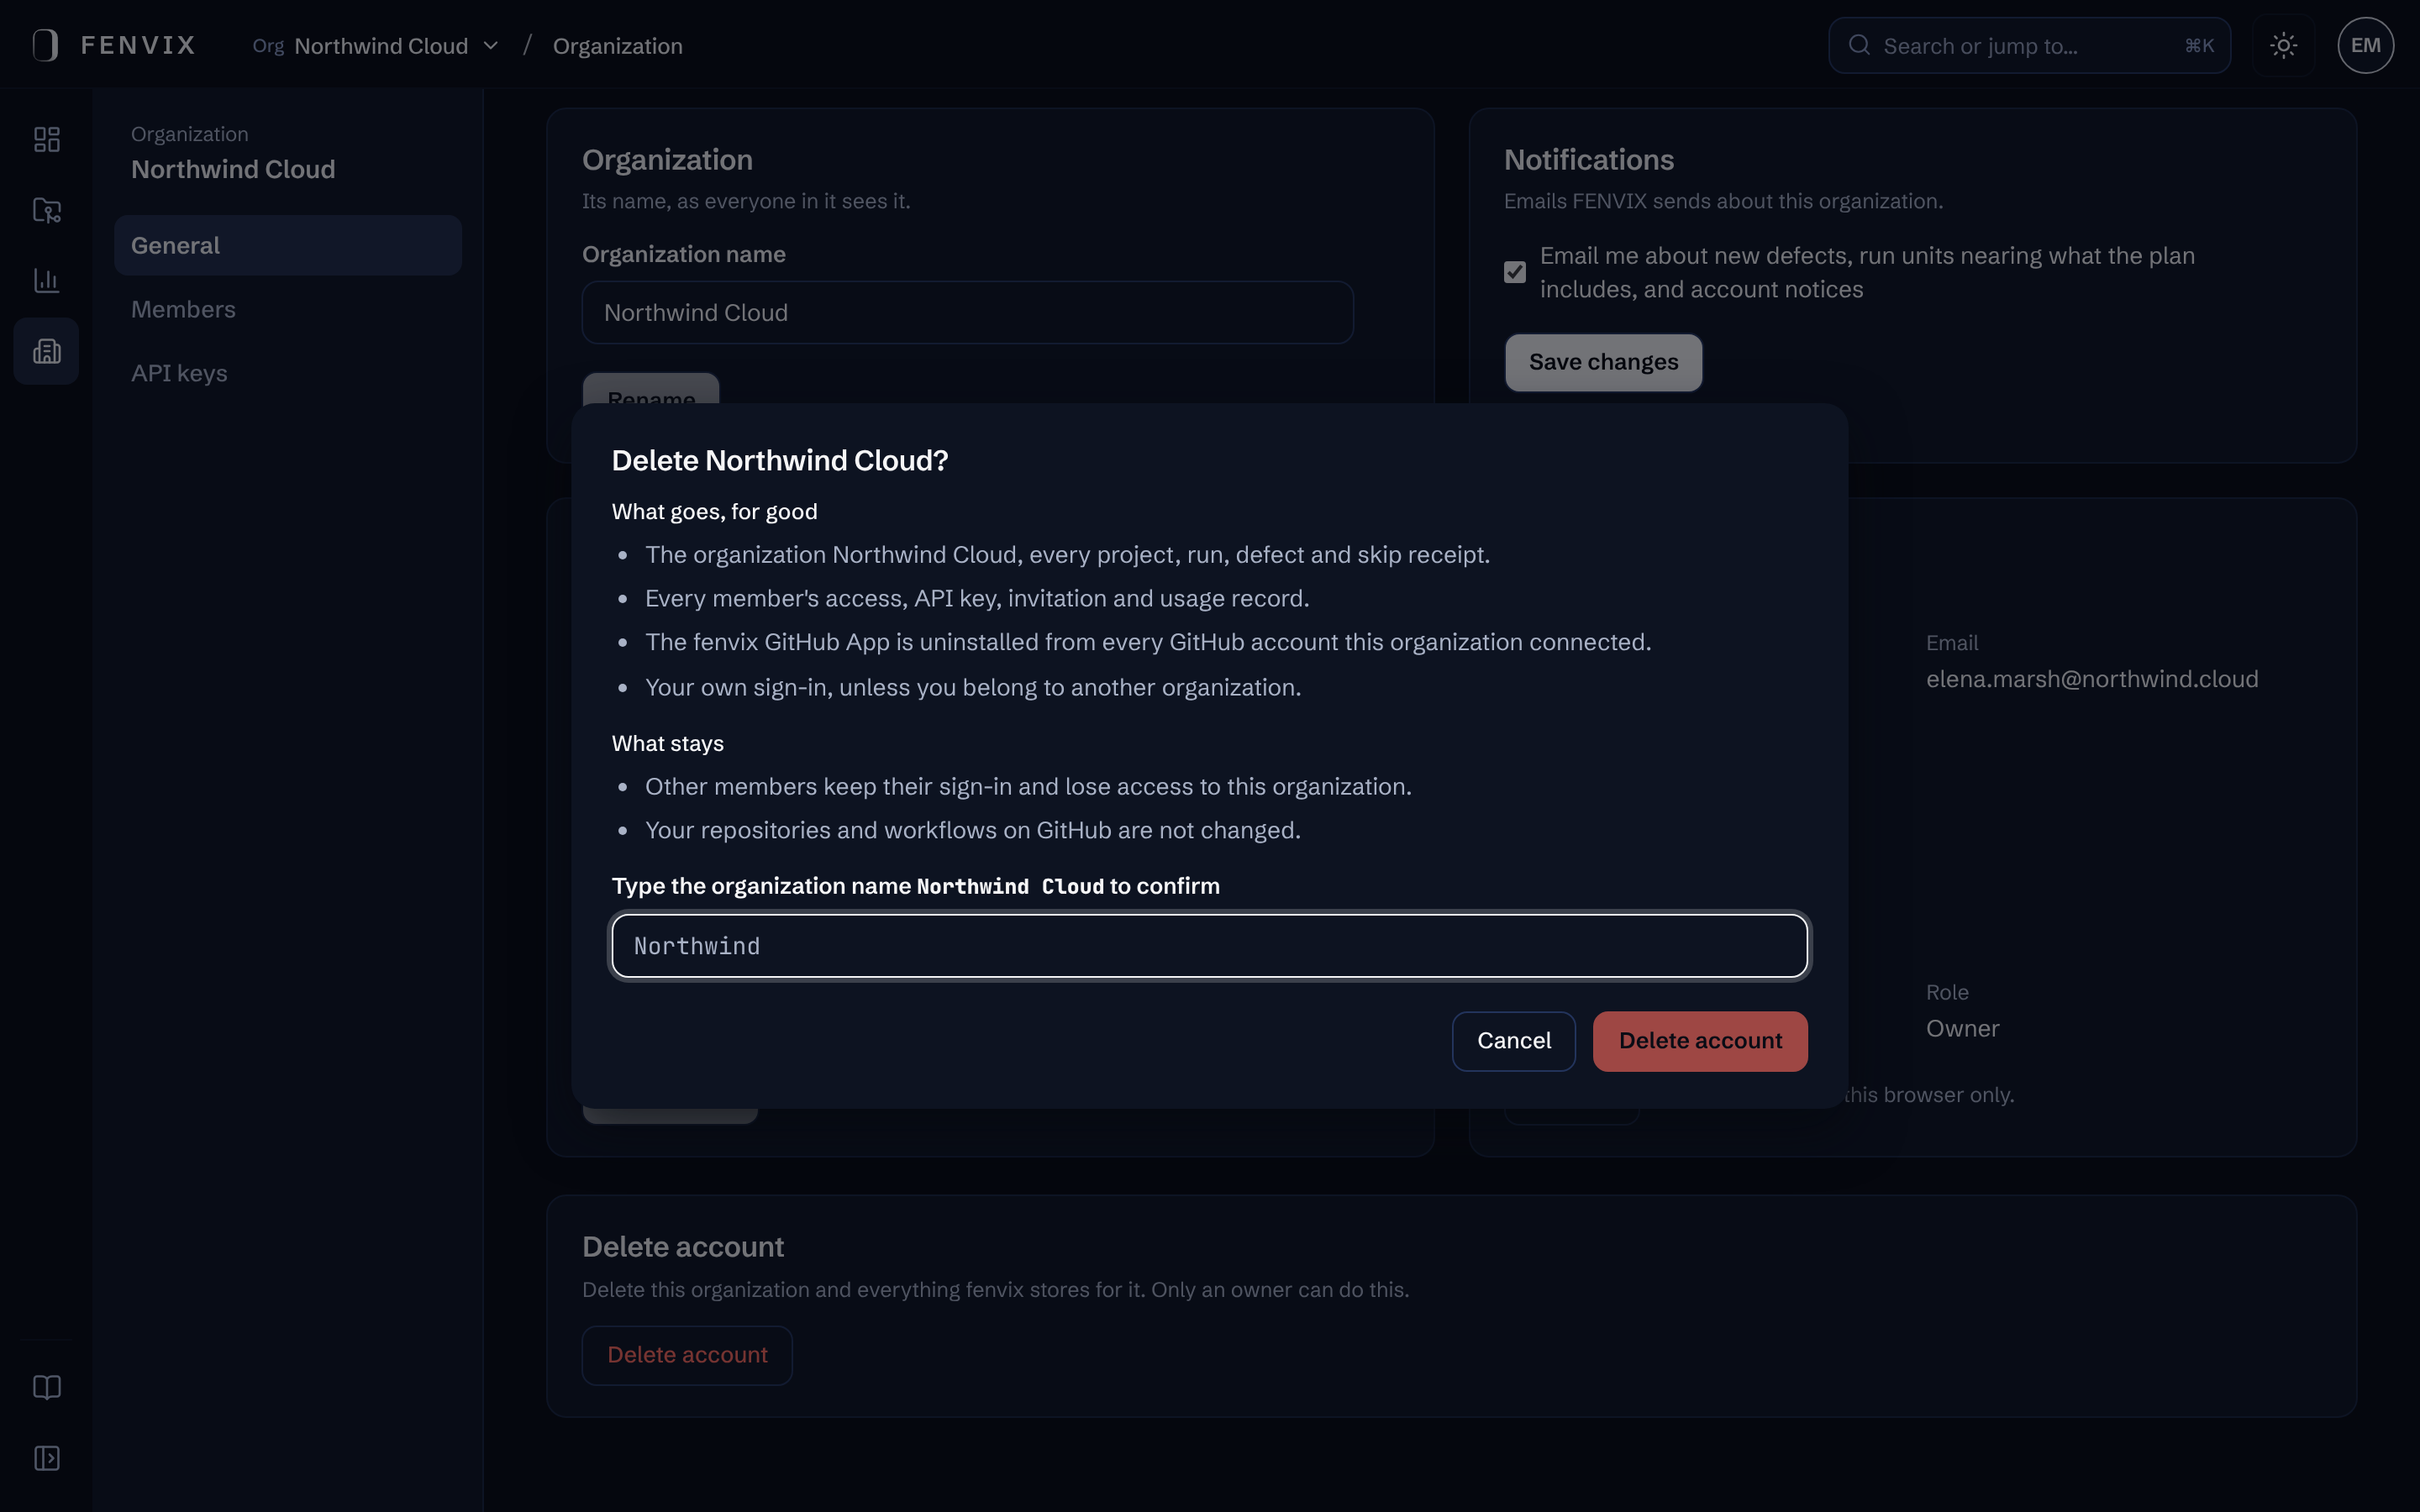 FENVIX
Org Northwind Cloud / Organization
Search or jump to... ⌘K
EM
Organization
Northwind Cloud
General
Members
API keys
Organization
Its name, as everyone in it sees it.
Organization name
Northwind Cloud
Rename
Notifications
Emails FENVIX sends about this organization.
Email me about new defects, run units nearing what the plan
includes, and account notices
Save changes
Delete Northwind Cloud?
What goes, for good
• The organization Northwind Cloud, every project, run, defect and skip receipt.
• Every member's access, API key, invitation and usage record.
• The fenvix GitHub App is uninstalled from every GitHub account this organization connected.
• Your own sign-in, unless you belong to another organization.
What stays
• Other members keep their sign-in and lose access to this organization.
• Your repositories and workflows on GitHub are not changed.
Type the organization name Northwind Cloud to confirm
Northwind
Cancel
Delete account
Email
elena.marsh@northwind.cloud
Role
Owner
this browser only.
Delete account
Delete this organization and everything fenvix stores for it. Only an owner can do this.
Delete account